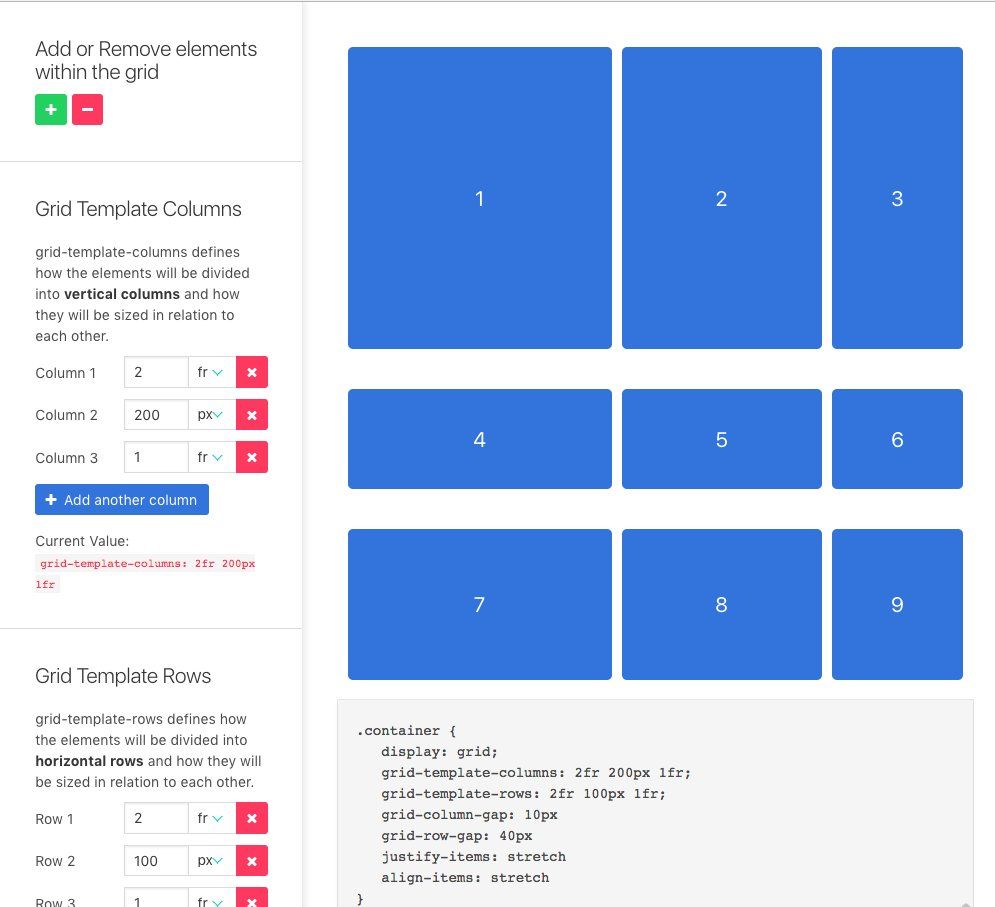 Add or Remove elements
within the grid
+ −
Grid Template Columns
grid-template-columns defines
how the elements will be divided
into vertical columns and how
they will be sized in relation to
each other.
Column 1 2 fr
Column 2 200 px
Column 3 1 fr
+ Add another column
Current Value:
grid-template-columns: 2fr 200px
1fr
Grid Template Rows
grid-template-rows defines how
the elements will be divided into
horizontal rows and how they will
be sized in relation to each other.
Row 1 2 fr
Row 2 100 px
Row 3 1 fr
1 2 3
4 5 6
7 8 9
.container {
display: grid;
grid-template-columns: 2fr 200px 1fr;
grid-template-rows: 2fr 100px 1fr;
grid-column-gap: 10px
grid-row-gap: 40px
justify-items: stretch
align-items: stretch
}